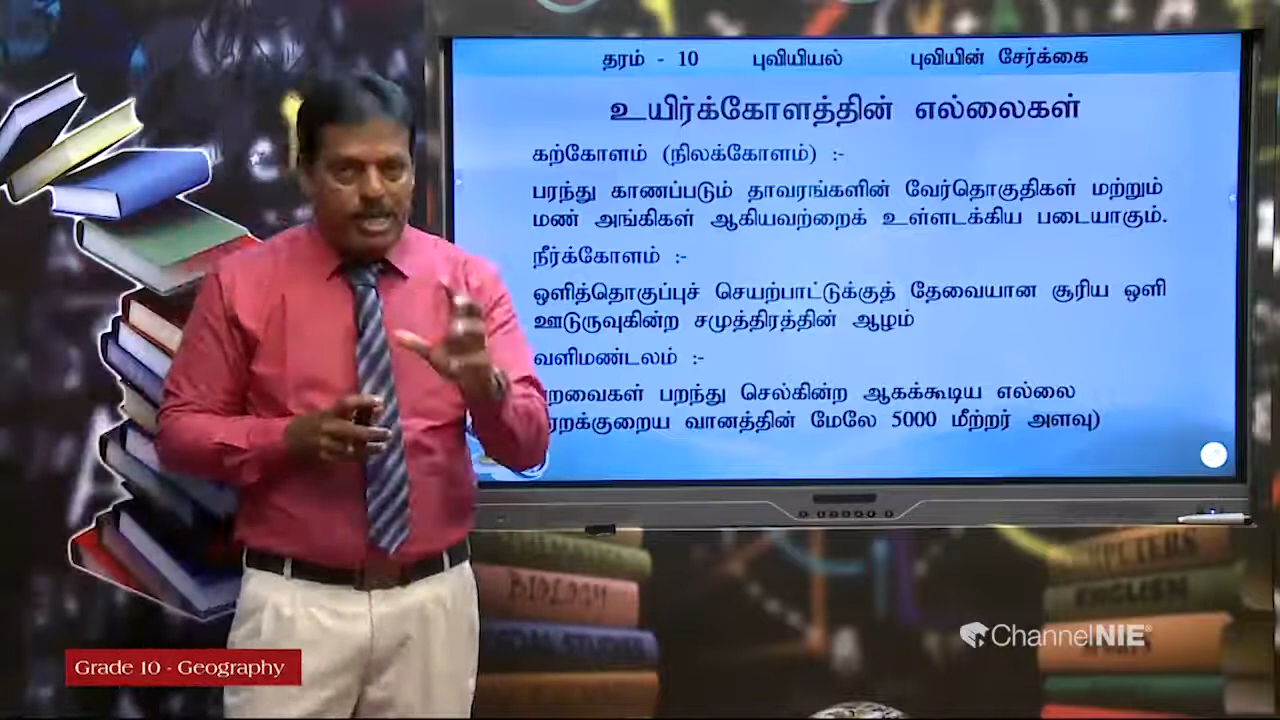 தரம் - 10 புவியியல் புவியின் சேர்க்கை
உயிர்க்கோளத்தின் எல்லைகள்
கற்கோளம் (நிலக்கோளம்) :-
பரந்து காணப்படும் தாவரங்களின் வேர்தொகுதிகள் மற்றும்
மண் அங்கிகள் ஆகியவற்றைக் உள்ளடக்கிய படையாகும்.
நீர்க்கோளம் :-
ஒளித்தொகுப்புச் செயற்பாட்டுக்குத் தேவையான சூரிய ஒளி
ஊடுருவுகின்ற சமுத்திரத்தின் ஆழம்
வளிமண்டலம் :-
பறந்து செல்கின்ற ஆகக்கூடிய எல்லை
வானத்தின் மேலே 5000 மீற்றர் அளவு)
BIOLOGY
ENGLISH
ChannelNIE
Grade 10 - Geography